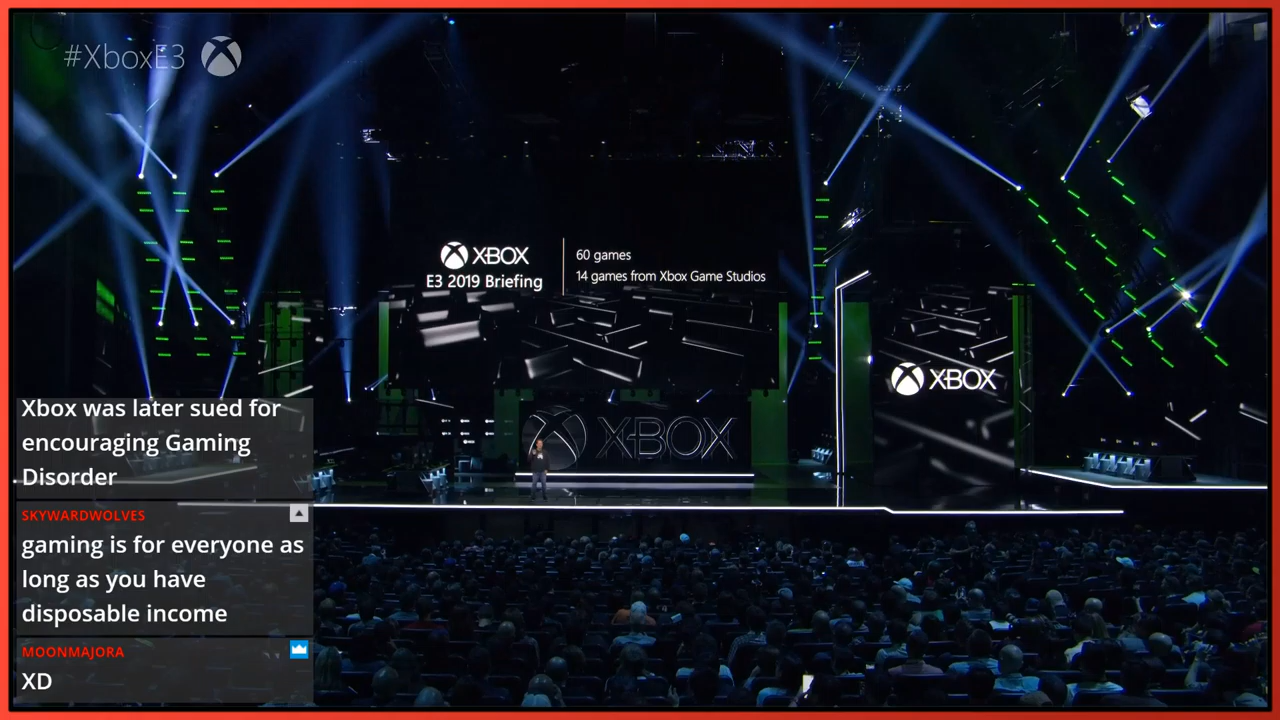 #XboxE3
XBOX
E3 2019 Briefing
60 games
14 games from Xbox Game Studios
XBOX
XBOX
Xbox was later sued for
encouraging Gaming
Disorder
SKYWARDWOLVES
gaming is for everyone as
long as you have
disposable income
MOONMAJORA
XD